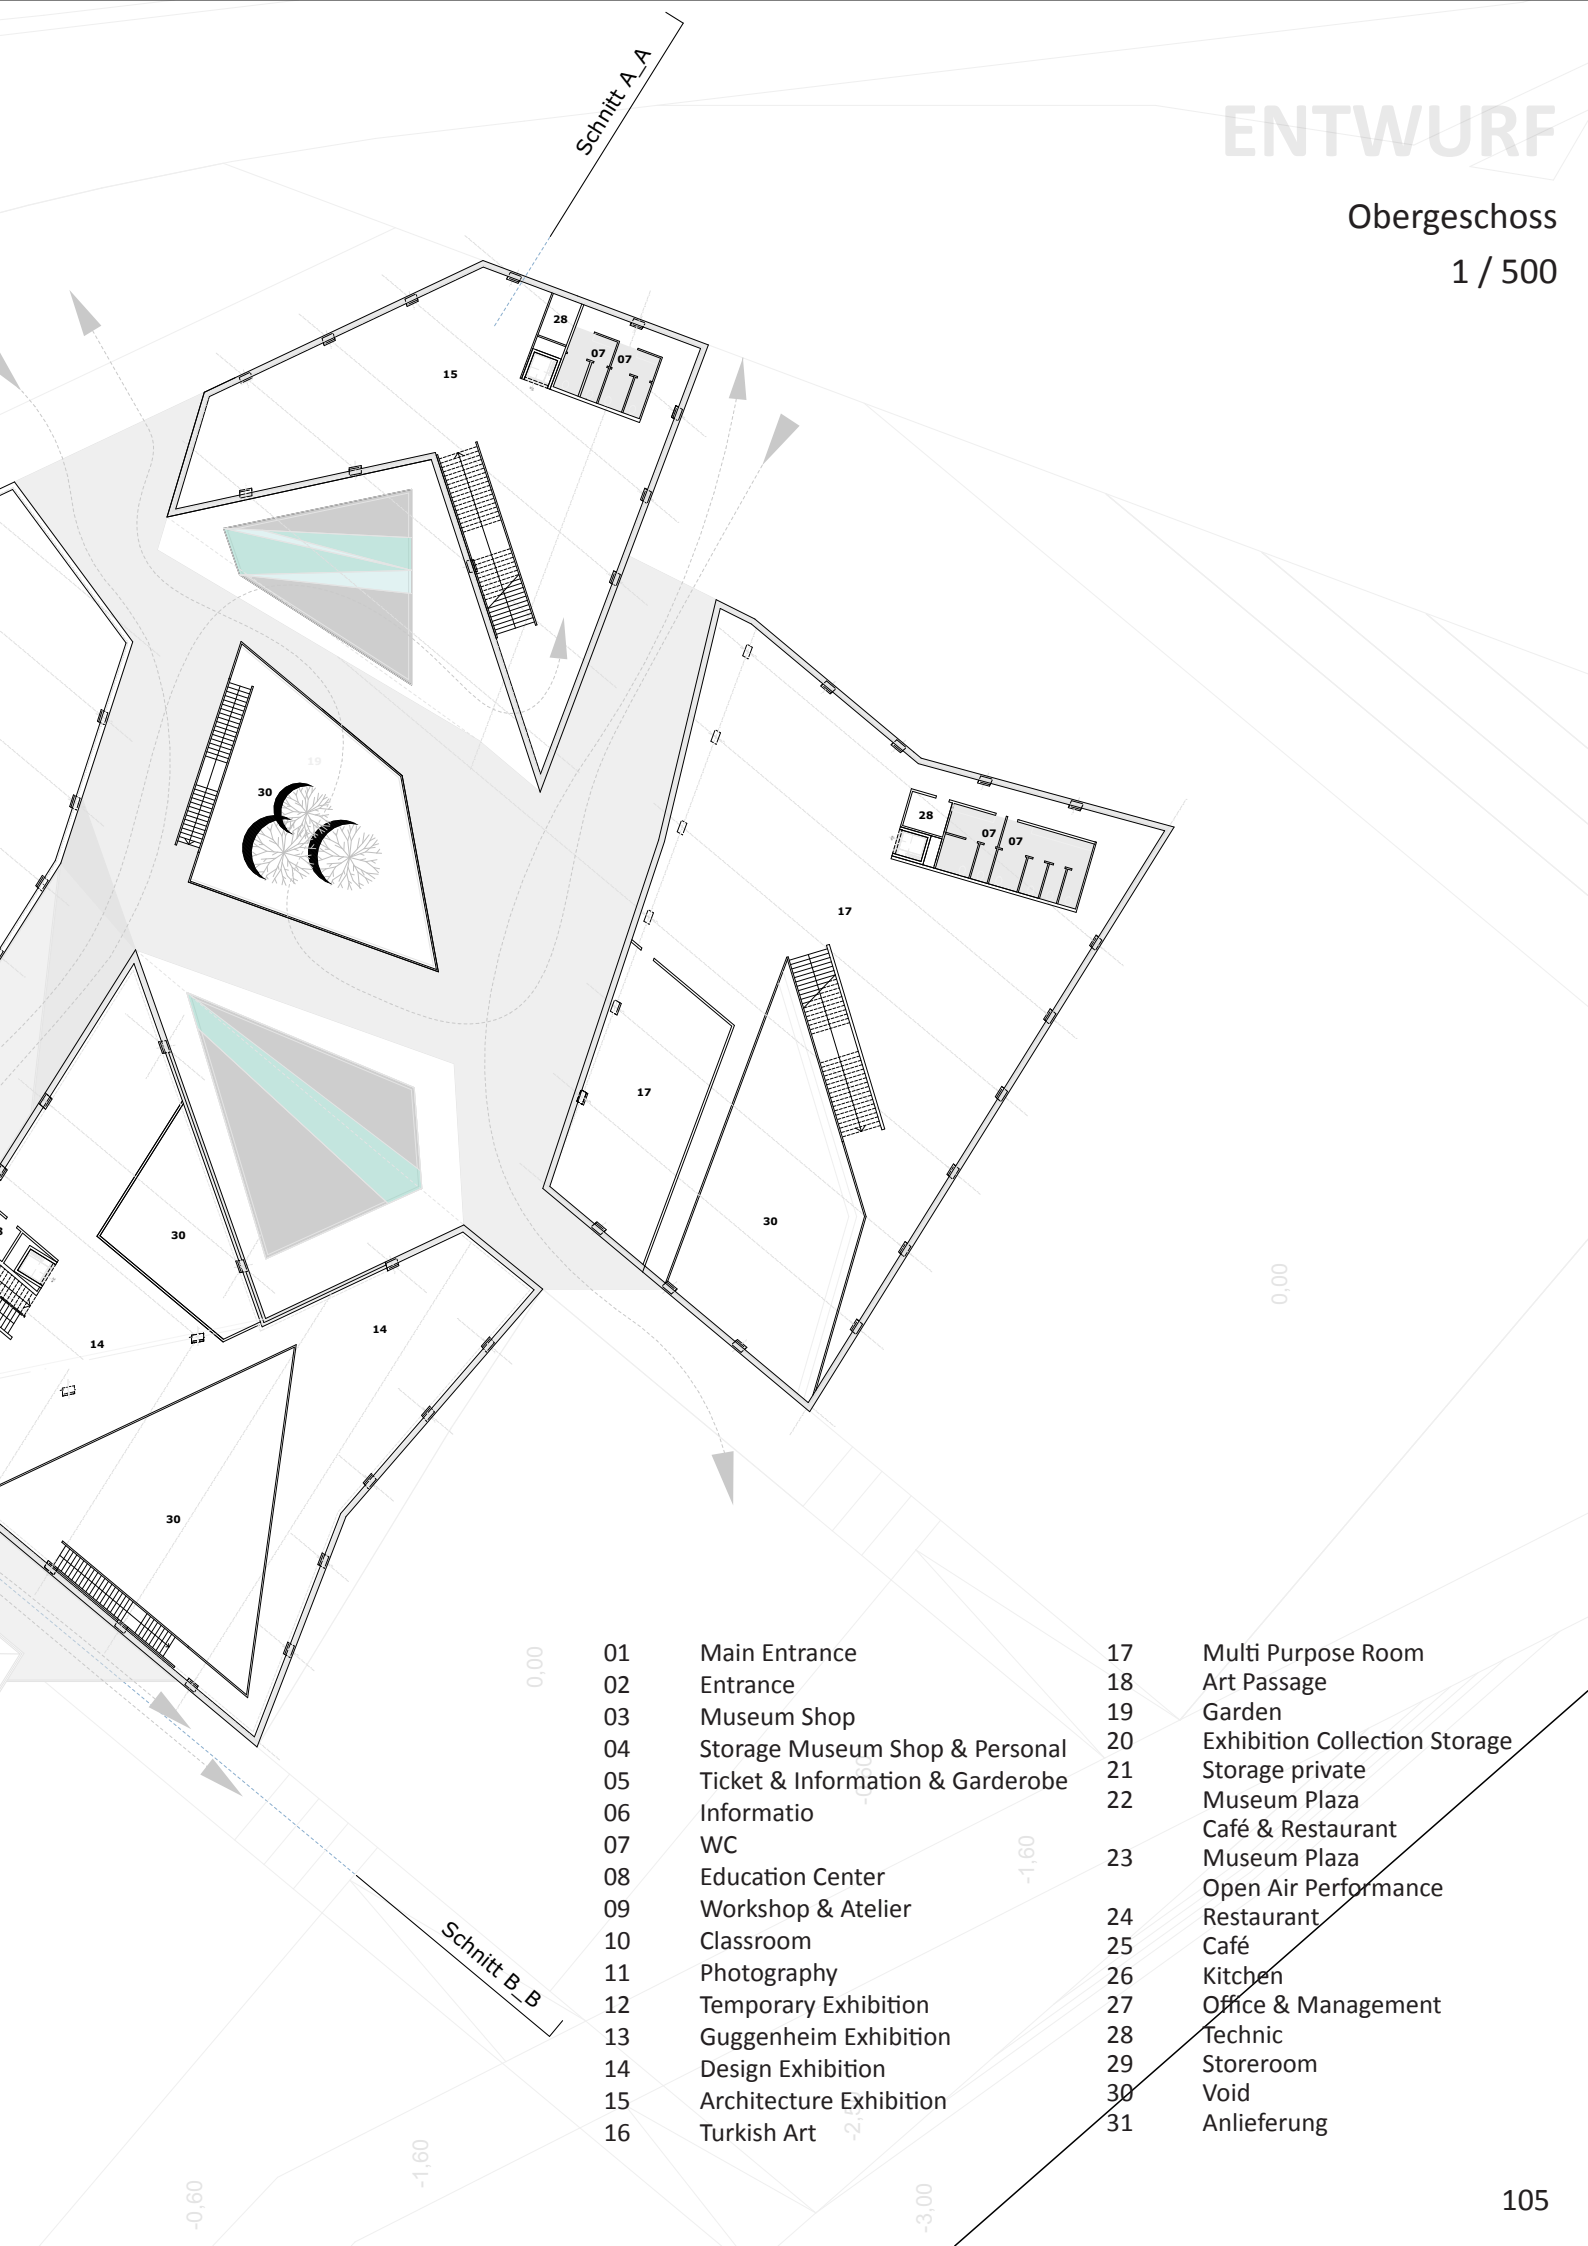 Schnitt A_A
ENTWURF
Obergeschoss
1 / 500
28
07
07
15
19
30
28
07
07
17
17
30
30
14
14
30
0,00
0,00
01 Main Entrance
02 Entrance
03 Museum Shop
04 Storage Museum Shop & Personal
05 Ticket & Information & Garderobe
06 Informatio
07 WC
08 Education Center
09 Workshop & Atelier
10 Classroom
11 Photography
12 Temporary Exhibition
13 Guggenheim Exhibition
14 Design Exhibition
15 Architecture Exhibition
16 Turkish Art
17 Multi Purpose Room
18 Art Passage
19 Garden
20 Exhibition Collection Storage
21 Storage private
22 Museum Plaza
Café & Restaurant
23 Museum Plaza
Open Air Performance
24 Restaurant
25 Café
26 Kitchen
27 Office & Management
28 Technic
29 Storeroom
30 Void
31 Anlieferung
-1,60
Schnitt B_B
-1,60
-0,60
-3,00
105